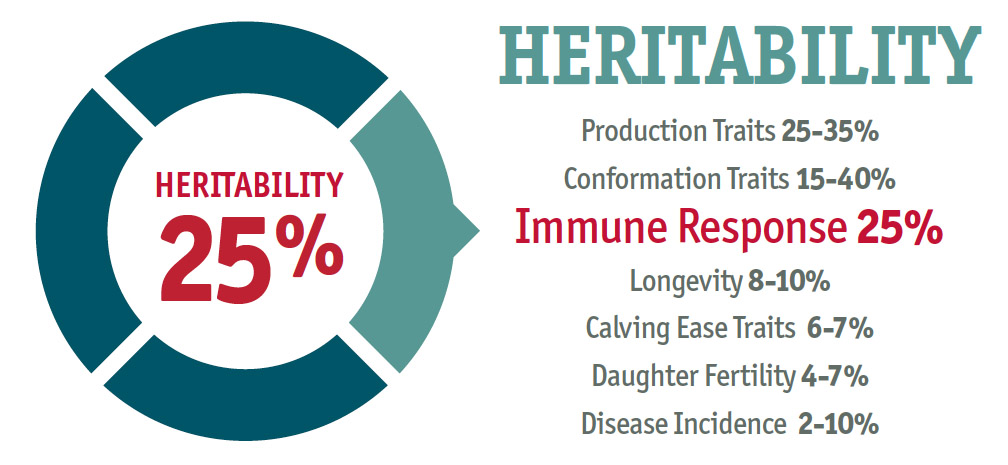 HERITABILITY
25%
HERITABILITY
Production Traits 25-35%
Conformation Traits 15-40%
Immune Response 25%
Longevity 8-10%
Calving Ease Traits 6-7%
Daughter Fertility 4-7%
Disease Incidence 2-10%